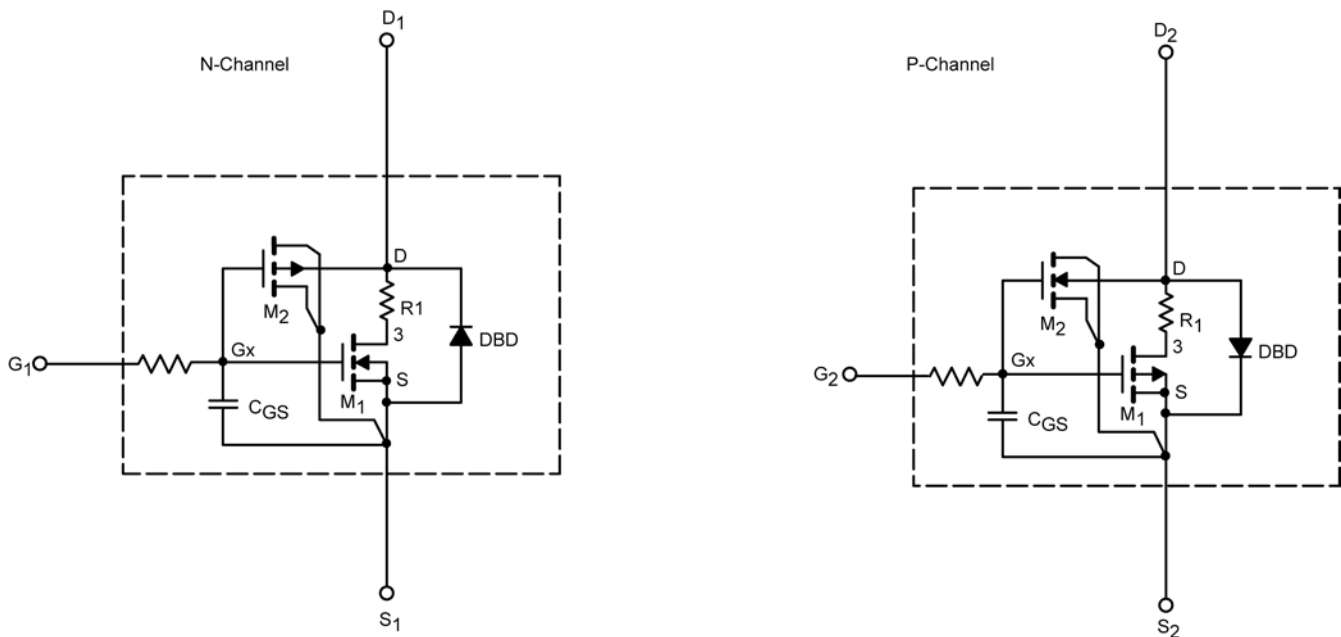 D1
N-Channel
D
R1
M2
3
DBD
Gx
G1
S
M1
CGS
S1
D2
P-Channel
D
R1
M2
3
DBD
Gx
G2
S
M1
CGS
S2